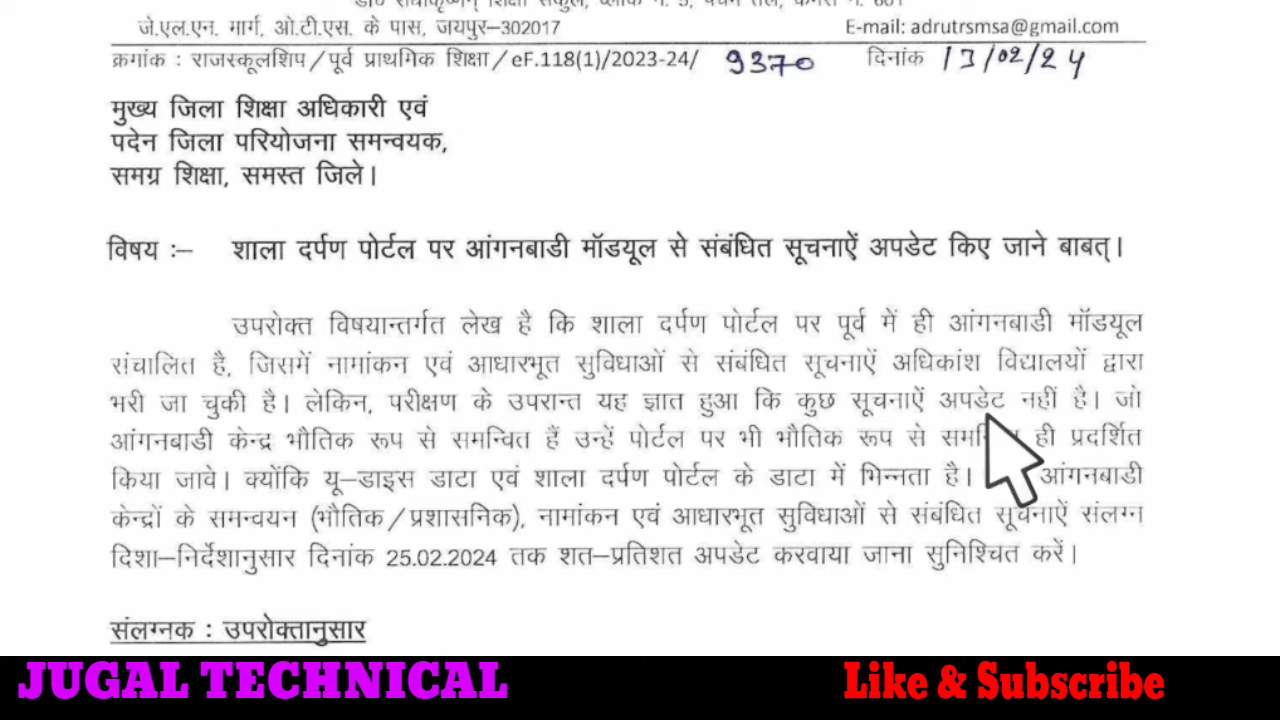 जे.एल.एन. मार्ग, ओ.टी.एस. के पास, जयपुर–302017 E-mail: adrutrsmsa@gmail.com
क्रमांक : राजस्कूलशिप/पूर्व प्राथमिक शिक्षा/eF.118(1)/2023-24/ 9370 दिनांक 13/02/24
मुख्य जिला शिक्षा अधिकारी एवं
पदेन जिला परियोजना समन्वयक,
समग्र शिक्षा, समस्त जिले।
विषय :– शाला दर्पण पोर्टल पर आंगनबाडी मॉडयूल से संबंधित सूचनाऐं अपडेट किए जाने बाबत्।
उपरोक्त विषयान्तर्गत लेख है कि शाला दर्पण पोर्टल पर पूर्व में ही आंगनबाडी मॉडयूल
संचालित है, जिसमें नामांकन एवं आधारभूत सुविधाओं से संबंधित सूचनाऐं अधिकांश विद्यालयों द्वारा
भरी जा चुकी है। लेकिन, परीक्षण के उपरान्त यह ज्ञात हुआ कि कुछ सूचनाऐं अपडेट नहीं है। जो
आंगनबाडी केन्द्र भौतिक रूप से समन्वित हैं उन्हें पोर्टल पर भी भौतिक रूप से ही प्रदर्शित
किया जावे। क्योंकि यू–डाइस डाटा एवं शाला दर्पण पोर्टल के डाटा में भिन्नता है। आंगनबाडी
केन्द्रों के समन्वयन (भौतिक/प्रशासनिक), नामांकन एवं आधारभूत सुविधाओं से संबंधित सूचनाऐं संलग्न
दिशा–निर्देशानुसार दिनांक 25.02.2024 तक शत–प्रतिशत अपडेट करवाया जाना सुनिश्चित करें।
संलग्नक : उपरोक्तानुसार
JUGAL TECHNICAL Like & Subscribe